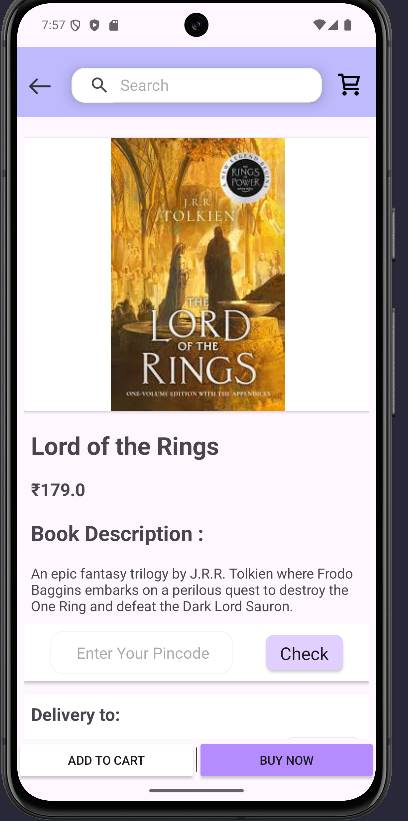 7:57
Search
A NEW LEGEND BEGINS
THE
RINGS
OF
POWER
J.R.R.
TOLKIEN
THE
LORD
OF THE
RINGS
ONE-VOLUME EDITION WITH THE APPENDICES
Lord of the Rings
₹179.0
Book Description :
An epic fantasy trilogy by J.R.R. Tolkien where Frodo
Baggins embarks on a perilous quest to destroy the
One Ring and defeat the Dark Lord Sauron.
Enter Your Pincode
Check
Delivery to:
ADD TO CART
BUY NOW